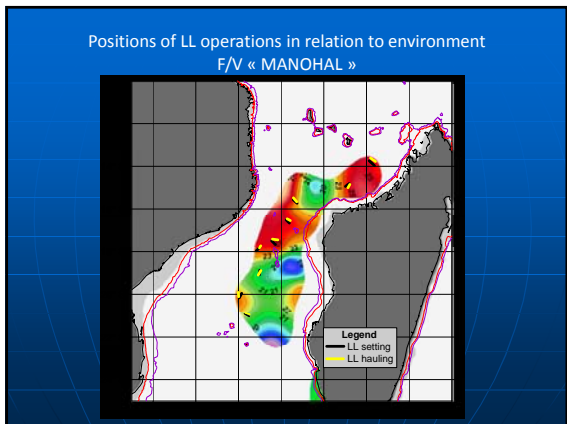 Positions of LL operations in relation to environment
F/V « MANOHAL »
Legend
LL setting
LL hauling